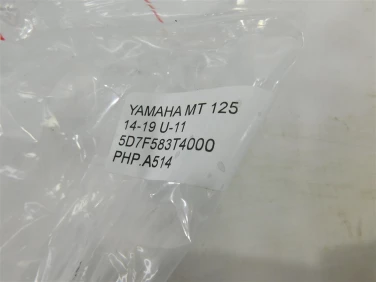 YAMAHA MT 125
14-19 U-11
5D7F583T4000
PHP.A514